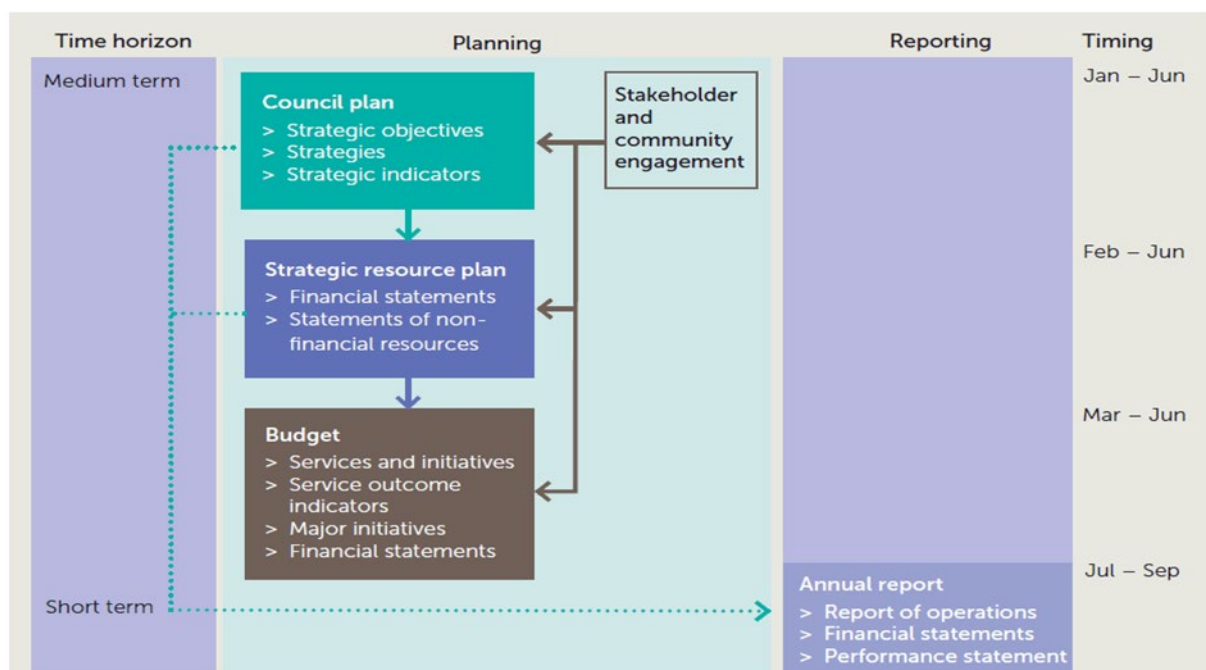 Time horizon
Planning
Reporting
Timing
Medium term
Council plan
> Strategic objectives
> Strategies
> Strategic indicators
Stakeholder
and
community
engagement
Jan – Jun
Strategic resource plan
> Financial statements
> Statements of non-
financial resources
Feb – Jun
Budget
> Services and initiatives
> Service outcome
indicators
> Major initiatives
> Financial statements
Mar – Jun
Short term
Annual report
> Report of operations
> Financial statements
> Performance statement
Jul – Sep